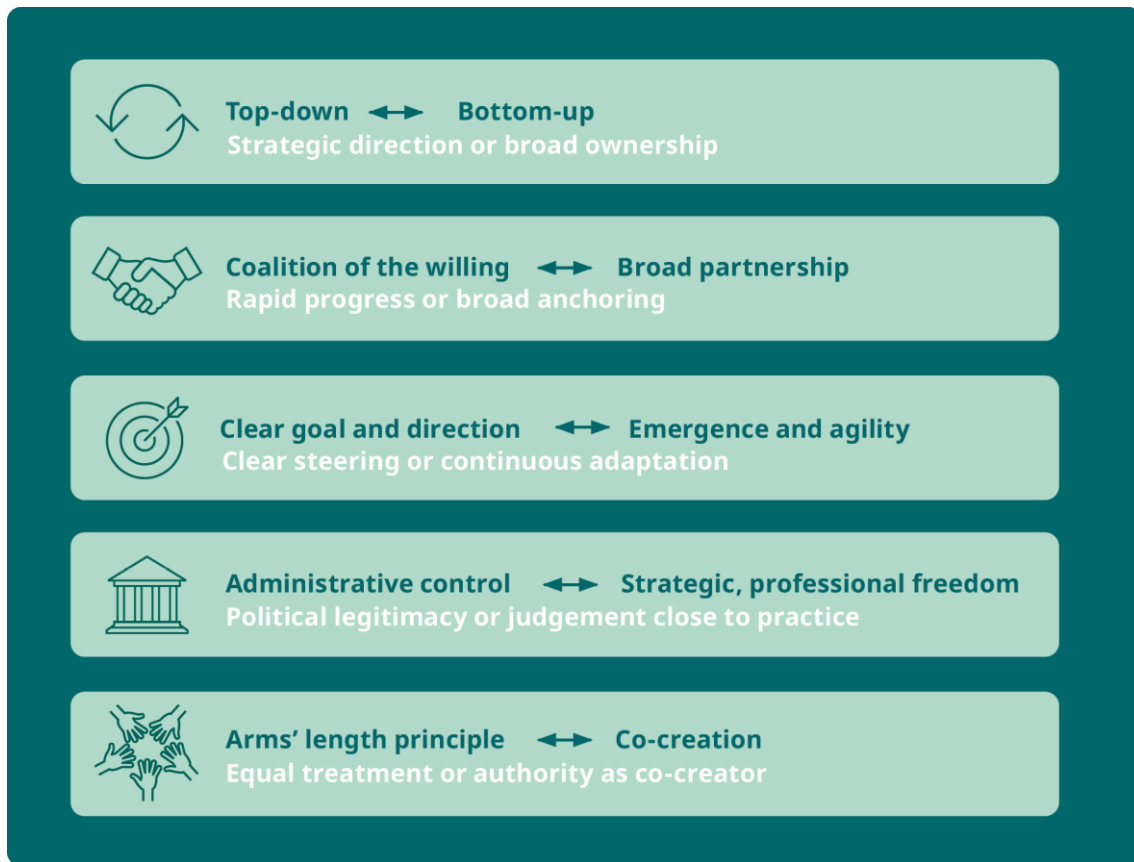 Top-down ↔ Bottom-up
Strategic direction or broad ownership
Coalition of the willing ↔ Broad partnership
Rapid progress or broad anchoring
Clear goal and direction ↔ Emergence and agility
Clear steering or continuous adaptation
Administrative control ↔ Strategic, professional freedom
Political legitimacy or judgement close to practice
Arms’ length principle ↔ Co-creation
Equal treatment or authority as co-creator